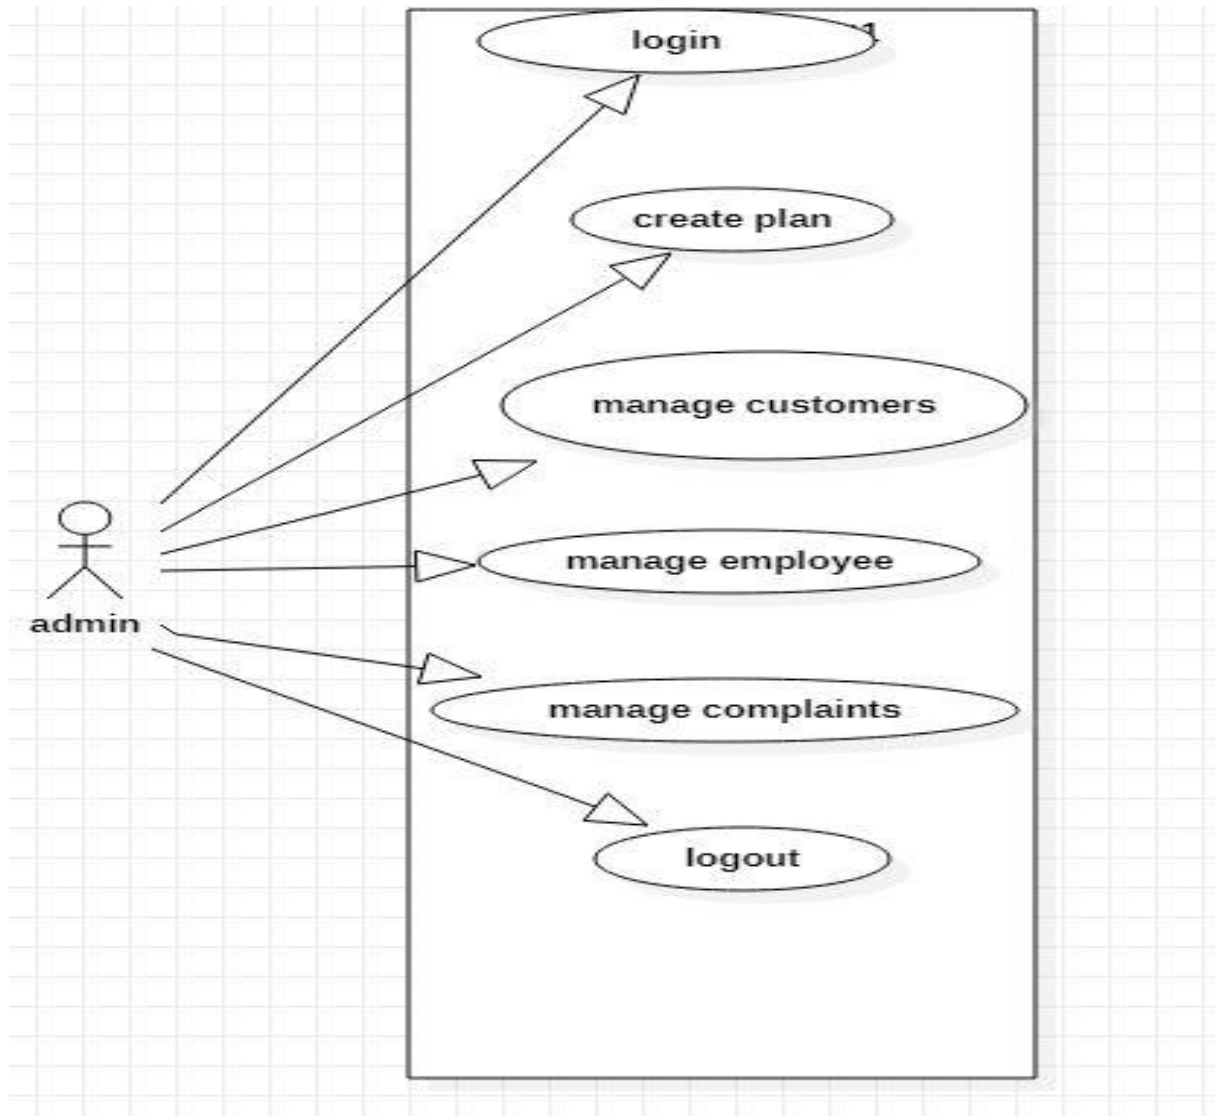 login
create plan
manage customers
manage employee
admin
manage complaints
logout